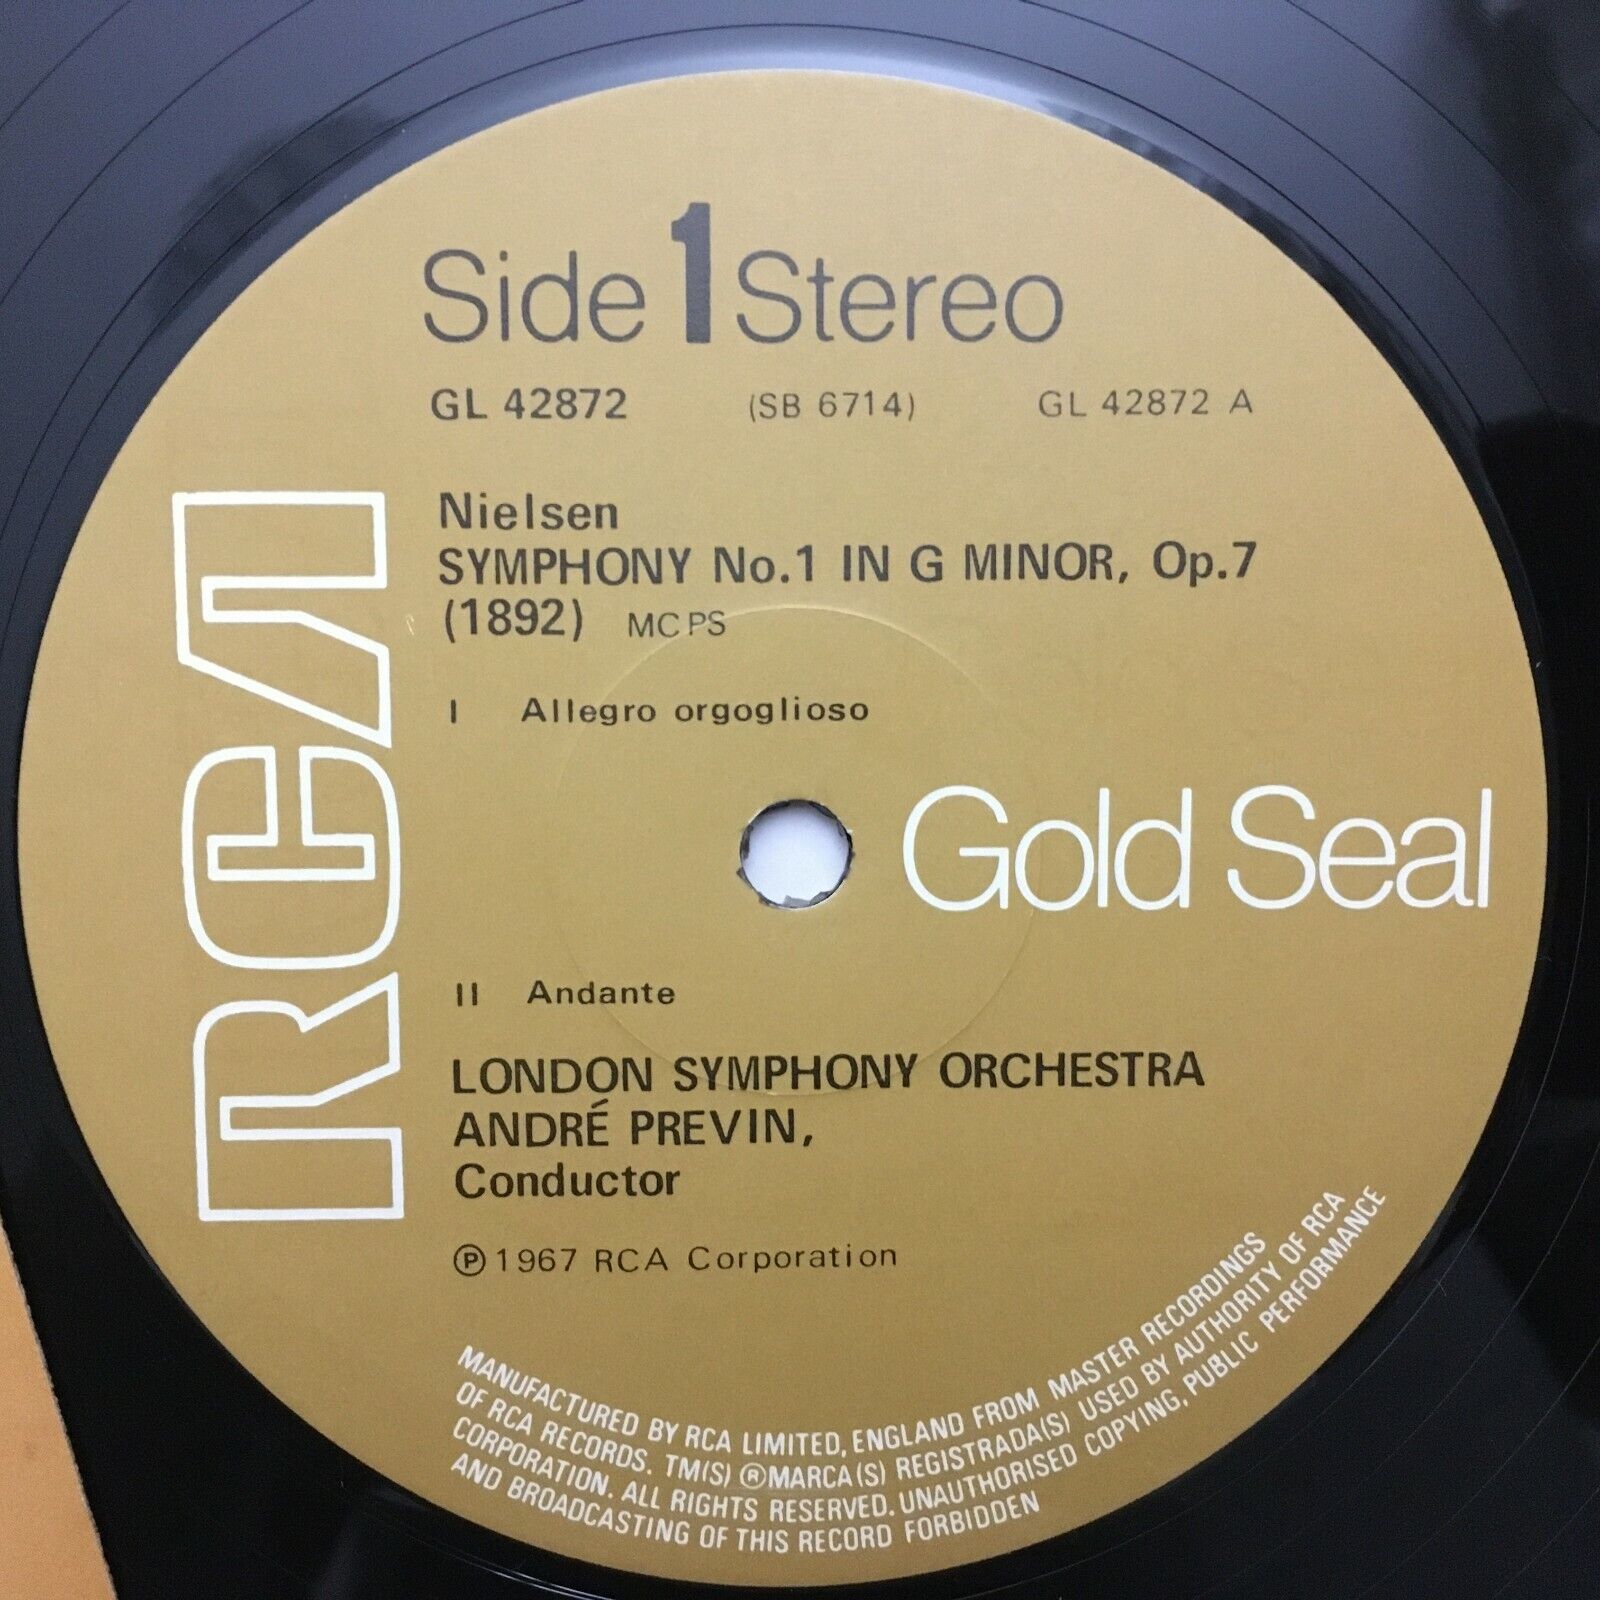 Side 1 Stereo
GL 42872 (SB 6714) GL 42872 A
Nielsen
SYMPHONY No.1 IN G MINOR, Op.7
(1892) MCPS
I Allegro orgoglioso
RCA
Gold Seal
II Andante
LONDON SYMPHONY ORCHESTRA
ANDRÉ PREVIN,
Conductor
℗ 1967 RCA Corporation
MANUFACTURED BY RCA LIMITED, ENGLAND FROM MASTER RECORDINGS
OF RCA RECORDS. TM(S) ®MARCA(S) REGISTRADA(S) USED BY AUTHORITY OF RCA
CORPORATION. ALL RIGHTS RESERVED. UNAUTHORISED COPYING, PUBLIC PERFORMANCE
AND BROADCASTING OF THIS RECORD FORBIDDEN